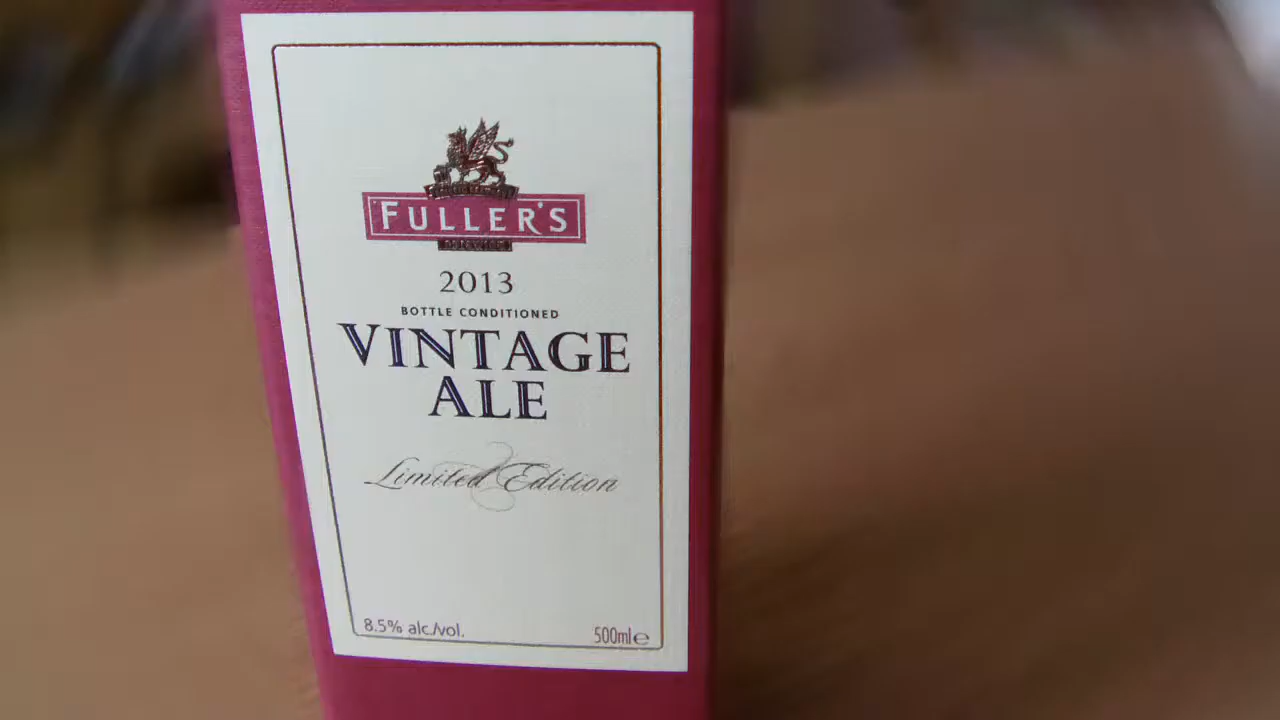 FULLER'S
2013
BOTTLE CONDITIONED
VINTAGE
ALE
Limited Edition
8.5% alc./vol.
500ml℮